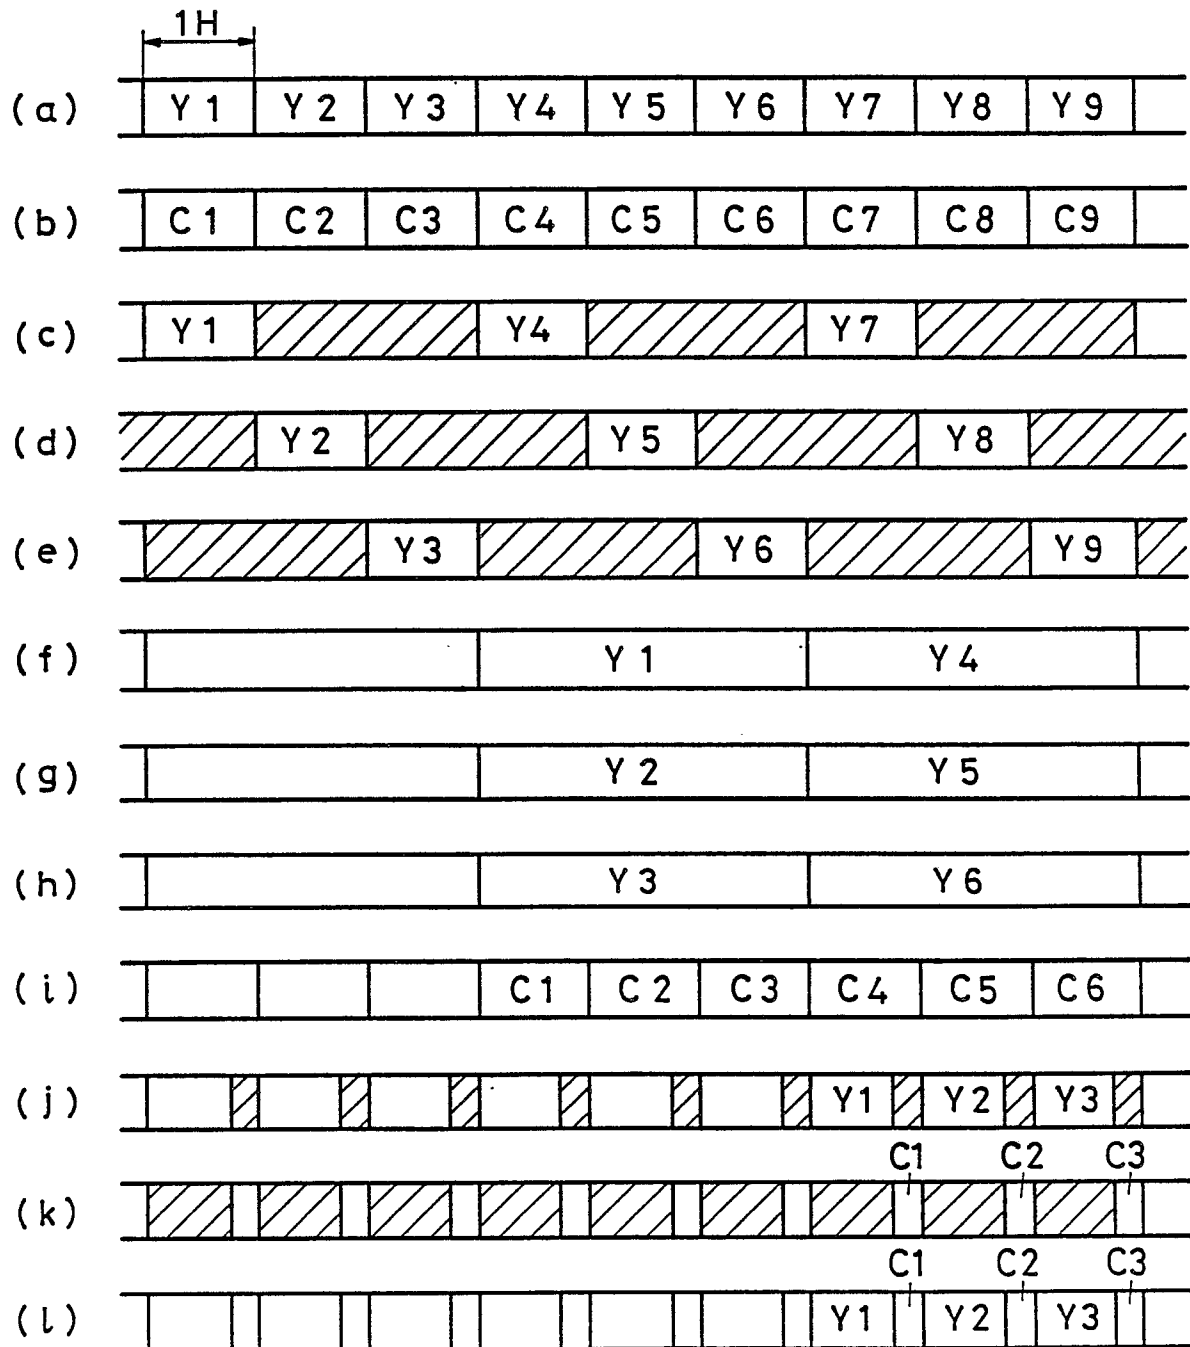 1H
(a) Y1 Y2 Y3 Y4 Y5 Y6 Y7 Y8 Y9
(b) C1 C2 C3 C4 C5 C6 C7 C8 C9
(c) Y1 Y4 Y7
(d) Y2 Y5 Y8
(e) Y3 Y6 Y9
(f) Y1 Y4
(g) Y2 Y5
(h) Y3 Y6
(i) C1 C2 C3 C4 C5 C6
(j) Y1 Y2 Y3
C1 C2 C3
(k)
C1 C2 C3
(l) Y1 Y2 Y3